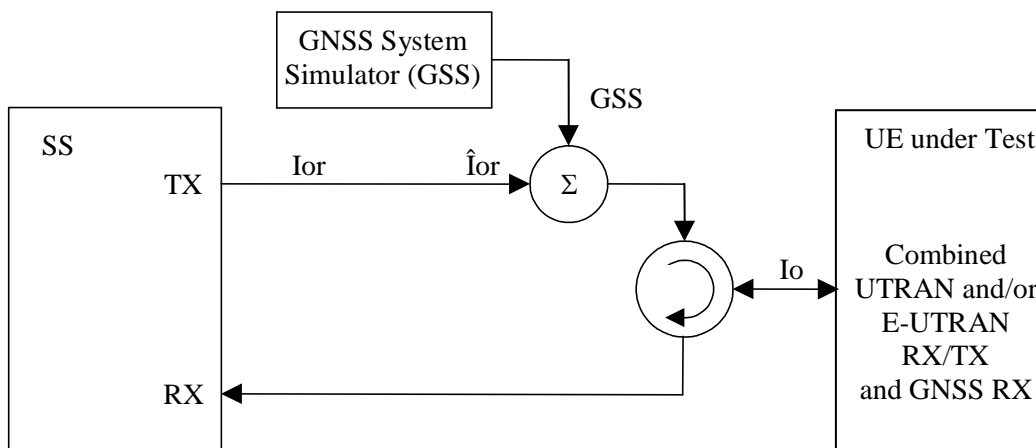 GNSS System
Simulator (GSS)
GSS
SS
UE under Test
TX
Ior
Îor
Σ
Io
Combined
UTRAN and/or
E-UTRAN
RX/TX
and GNSS RX
RX